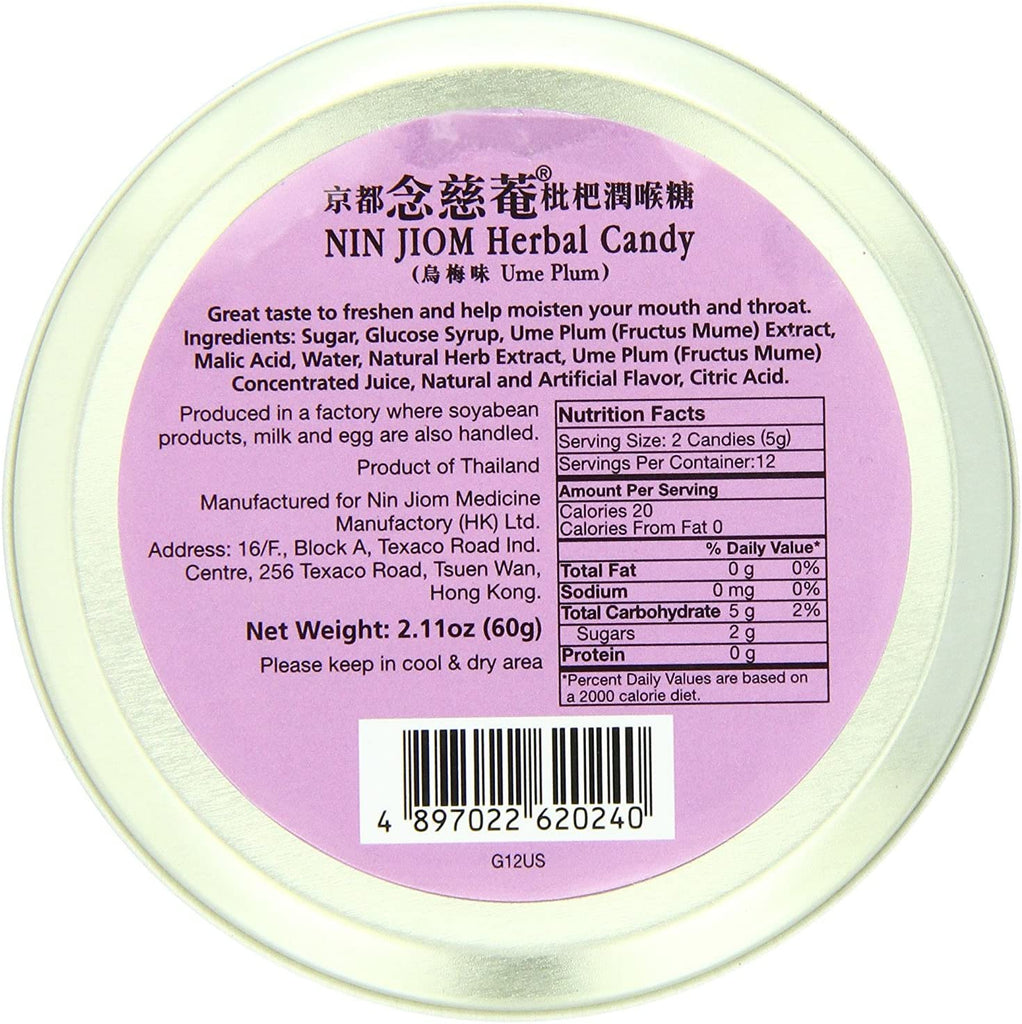 京都念慈菴®枇杷潤喉糖
NIN JIOM Herbal Candy
(烏梅味 Ume Plum)
Great taste to freshen and help moisten your mouth and throat.
Ingredients: Sugar, Glucose Syrup, Ume Plum (Fructus Mume) Extract,
Malic Acid, Water, Natural Herb Extract, Ume Plum (Fructus Mume)
Concentrated Juice, Natural and Artificial Flavor, Citric Acid.
Produced in a factory where soyabean
products, milk and egg are also handled.
Product of Thailand
Manufactured for Nin Jiom Medicine
Manufactory (HK) Ltd.
Address: 16/F., Block A, Texaco Road Ind.
Centre, 256 Texaco Road, Tsuen Wan,
Hong Kong.
Net Weight: 2.11oz (60g)
Please keep in cool & dry area
Nutrition Facts
Serving Size: 2 Candies (5g)
Servings Per Container:12
Amount Per Serving
Calories 20
Calories From Fat 0
% Daily Value*
Total Fat 0 g 0%
Sodium 0 mg 0%
Total Carbohydrate 5 g 2%
Sugars 2 g
Protein 0 g
*Percent Daily Values are based on
a 2000 calorie diet.
4 897022 620240
G12US